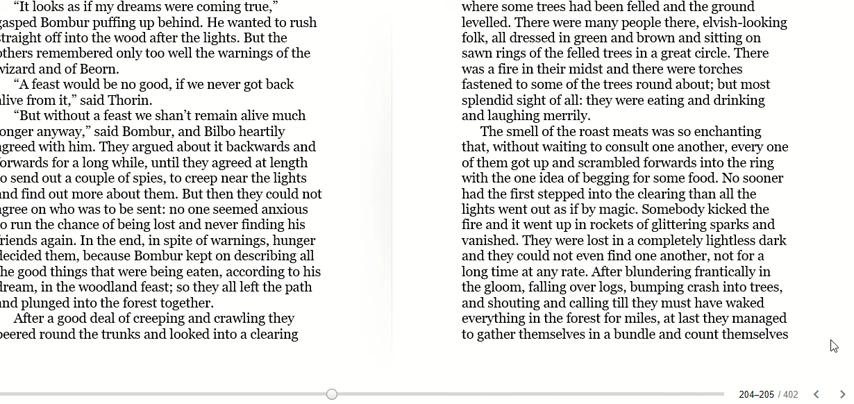 “It looks as if my dreams were coming true,”
gasped Bombur puffing up behind. He wanted to rush
straight off into the wood after the lights. But the
others remembered only too well the warnings of the
wizard and of Beorn.
“A feast would be no good, if we never got back
alive from it,” said Thorin.
“But without a feast we shan’t remain alive much
longer anyway,” said Bombur, and Bilbo heartily
agreed with him. They argued about it backwards and
forwards for a long while, until they agreed at length
to send out a couple of spies, to creep near the lights
and find out more about them. But then they could not
agree on who was to be sent: no one seemed anxious
to run the chance of being lost and never finding his
friends again. In the end, in spite of warnings, hunger
decided them, because Bombur kept on describing all
the good things that were being eaten, according to his
dream, in the woodland feast; so they all left the path
and plunged into the forest together.
After a good deal of creeping and crawling they
peered round the trunks and looked into a clearing
where some trees had been felled and the ground
levelled. There were many people there, elvish-looking
folk, all dressed in green and brown and sitting on
sawn rings of the felled trees in a great circle. There
was a fire in their midst and there were torches
fastened to some of the trees round about; but most
splendid sight of all: they were eating and drinking
and laughing merrily.
The smell of the roast meats was so enchanting
that, without waiting to consult one another, every one
of them got up and scrambled forwards into the ring
with the one idea of begging for some food. No sooner
had the first stepped into the clearing than all the
lights went out as if by magic. Somebody kicked the
fire and it went up in rockets of glittering sparks and
vanished. They were lost in a completely lightless dark
and they could not even find one another, not for a
long time at any rate. After blundering frantically in
the gloom, falling over logs, bumping crash into trees,
and shouting and calling till they must have waked
everything in the forest for miles, at last they managed
to gather themselves in a bundle and count themselves
204–205 / 402